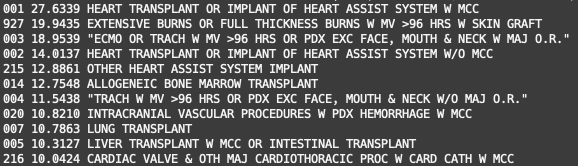 001 27.6339 HEART TRANSPLANT OR IMPLANT OF HEART ASSIST SYSTEM W MCC
927 19.9435 EXTENSIVE BURNS OR FULL THICKNESS BURNS W MV >96 HRS W SKIN GRAFT
003 18.9539 "ECMO OR TRACH W MV >96 HRS OR PDX EXC FACE, MOUTH & NECK W MAJ O.R."
002 14.0137 HEART TRANSPLANT OR IMPLANT OF HEART ASSIST SYSTEM W/O MCC
215 12.8861 OTHER HEART ASSIST SYSTEM IMPLANT
014 12.7548 ALLOGENEIC BONE MARROW TRANSPLANT
004 11.5438 "TRACH W MV >96 HRS OR PDX EXC FACE, MOUTH & NECK W/O MAJ O.R."
020 10.8210 INTRACRANIAL VASCULAR PROCEDURES W PDX HEMORRHAGE W MCC
007 10.7863 LUNG TRANSPLANT
005 10.3127 LIVER TRANSPLANT W MCC OR INTESTINAL TRANSPLANT
216 10.0424 CARDIAC VALVE & OTH MAJ CARDIOTHORACIC PROC W CARD CATH W MCC